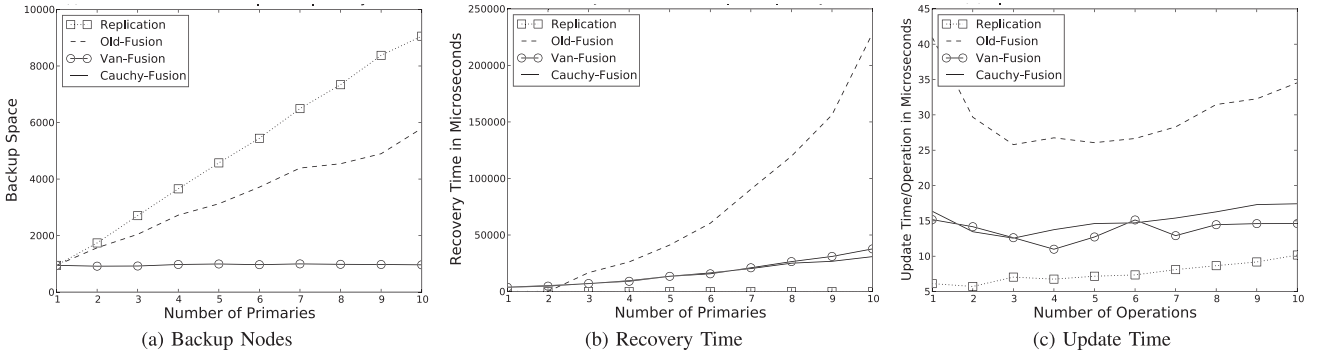 Replication
Old-Fusion
Van-Fusion
Cauchy-Fusion
10000
8000
6000
4000
2000
0
Backup Space
1 2 3 4 5 6 7 8 9 10
Number of Primaries
(a) Backup Nodes
Replication
Old-Fusion
Van-Fusion
Cauchy-Fusion
250000
200000
150000
100000
50000
0
Recovery Time in Microseconds
1 2 3 4 5 6 7 8 9 10
Number of Primaries
(b) Recovery Time
Replication
Old-Fusion
Van-Fusion
Cauchy-Fusion
45
40
35
30
25
20
15
10
5
Update Time/Operation in Microseconds
1 2 3 4 5 6 7 8 9 10
Number of Operations
(c) Update Time